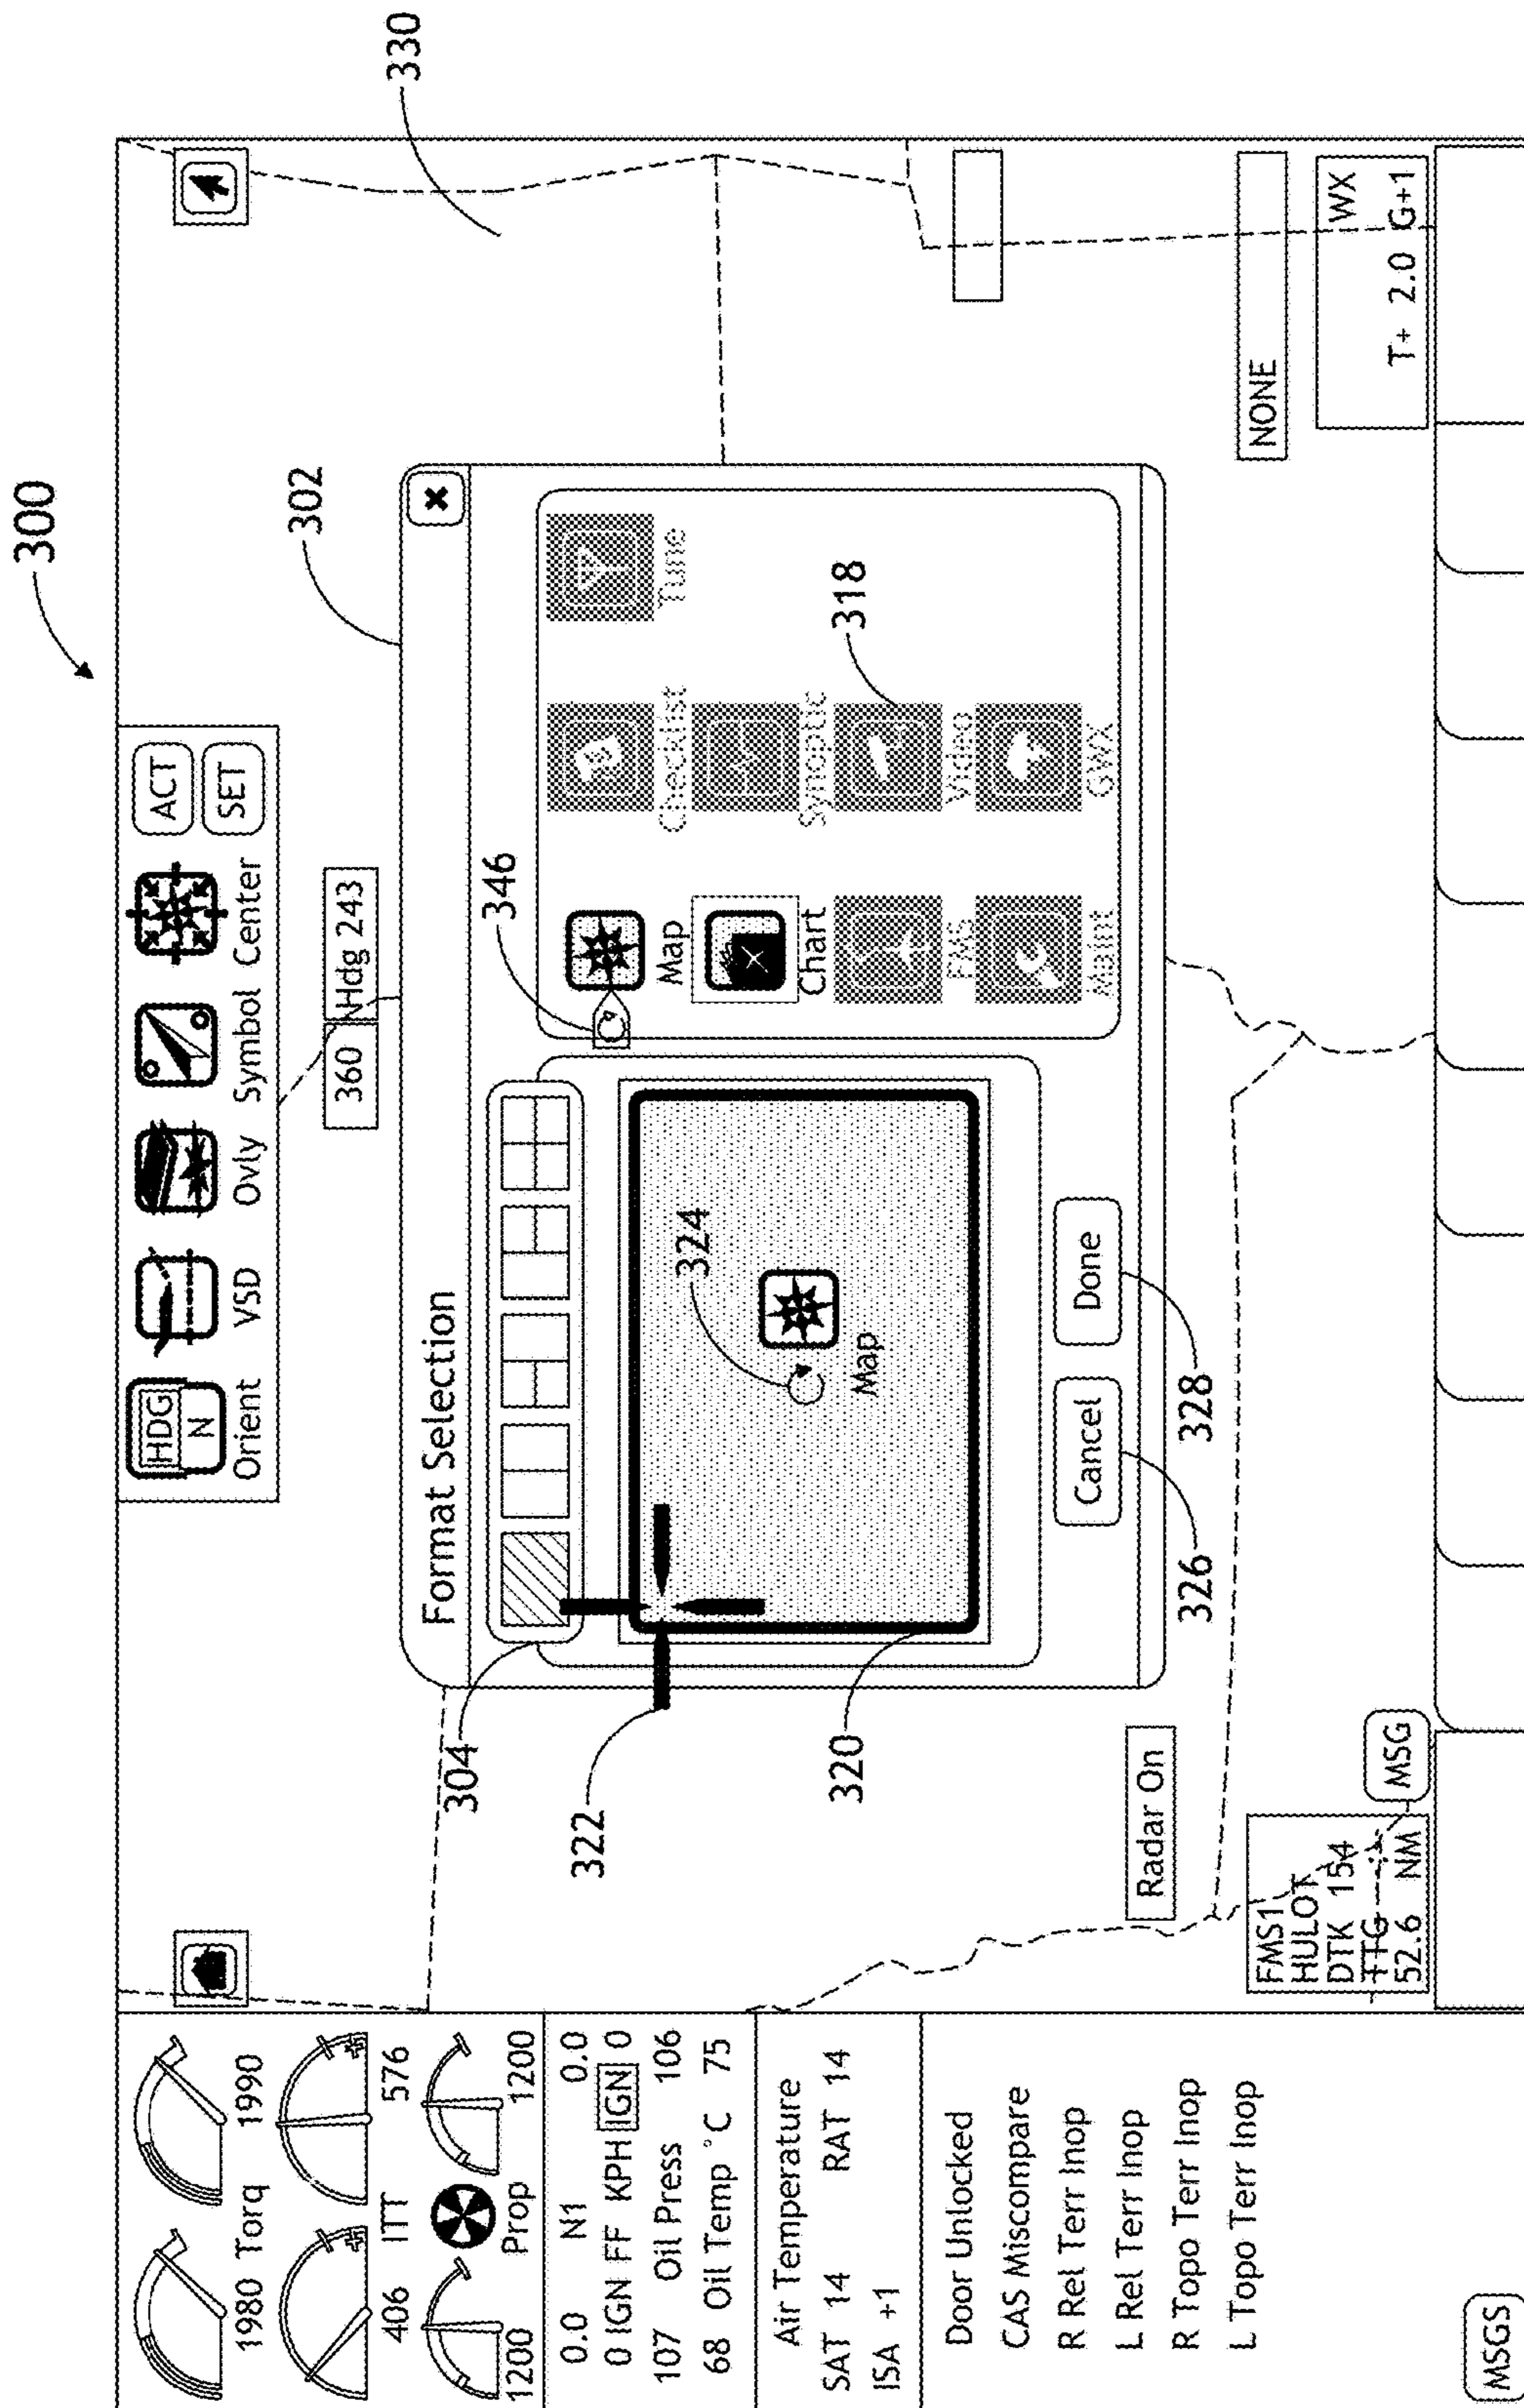 300
330
302
HDG
N
Orient
VSD
Ovly
Symbol
Center
ACT
SET
360
NHdg 243
Format Selection
304
322
346
324
Map
320
Cancel
Done
326
328
Map
Chart
FMS
Maint
Checklist
Synoptic
Video
GWX
Tune
318
Radar On
NONE
WX
T+ 2.0 G+1
FMS1
HULOT
DTK 154
TTG
52.6 NM
MSG
1980 Torq 1990
406 ITT 576
1200 Prop 1200
0.0 N1 0.0
0 IGN FF KPH IGN 0
107 Oil Press 106
68 Oil Temp °C 75
Air Temperature
SAT 14 RAT 14
ISA +1
Door Unlocked
CAS Miscompare
R Rel Terr Inop
L Rel Terr Inop
R Topo Terr Inop
L Topo Terr Inop
MSGS